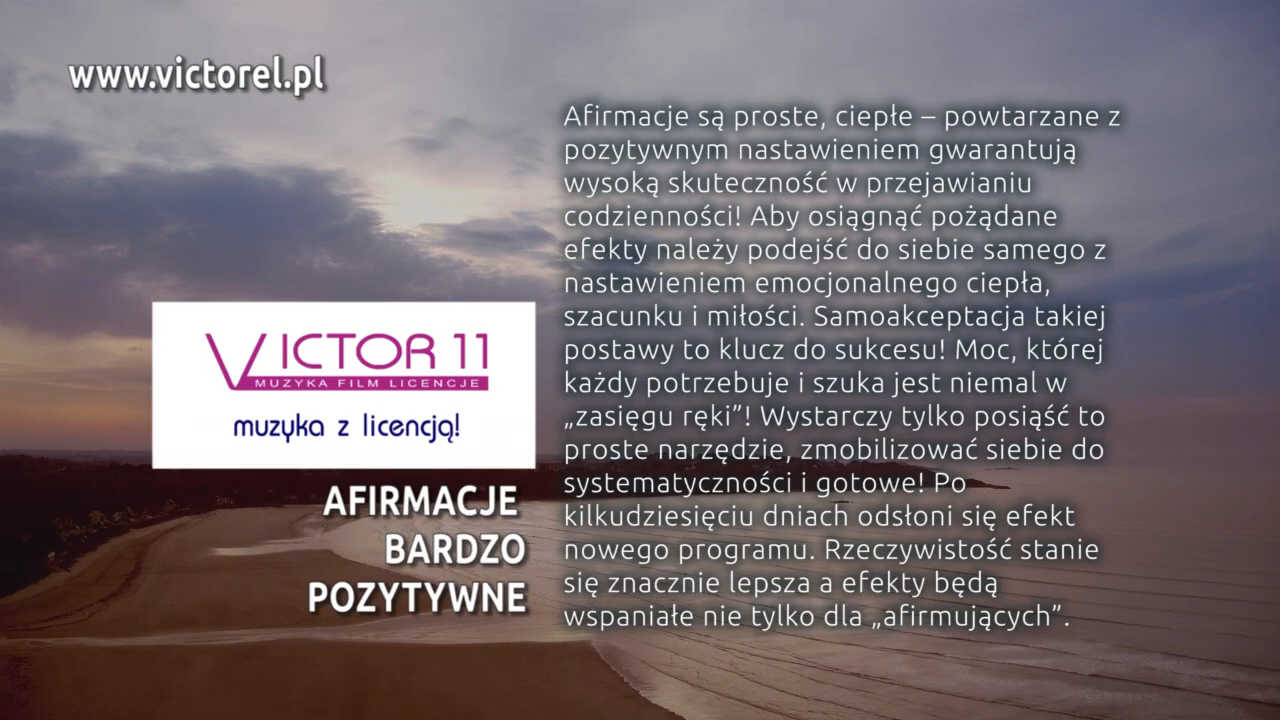 www.victorel.pl
VICTOR 11
MUZYKA FILM LICENCJE
muzyka z licencją!
AFIRMACJE
BARDZO
POZYTYWNE
Afirmacje są proste, ciepłe – powtarzane z
pozytywnym nastawieniem gwarantują
wysoką skuteczność w przejawianiu
codzienności! Aby osiągnąć pożądane
efekty należy podejść do siebie samego z
nastawieniem emocjonalnego ciepła,
szacunku i miłości. Samoakceptacja takiej
postawy to klucz do sukcesu! Moc, której
każdy potrzebuje i szuka jest niemal w
„zasięgu ręki”! Wystarczy tylko posiąść to
proste narzędzie, zmobilizować siebie do
systematyczności i gotowe! Po
kilkudziesięciu dniach odsłoni się efekt
nowego programu. Rzeczywistość stanie
się znacznie lepsza a efekty będą
wspaniałe nie tylko dla „afirmujących”.